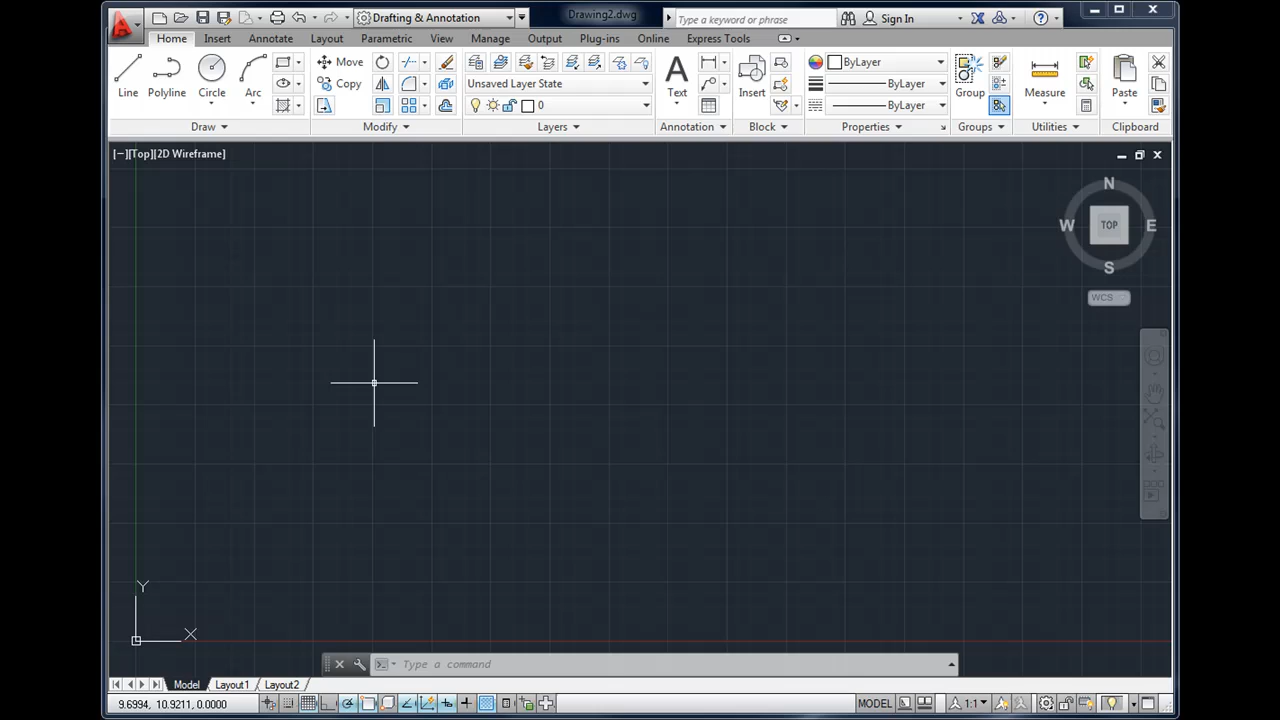 Drafting & Annotation
Drawing2.dwg
Type a keyword or phrase
Sign In
Home Insert Annotate Layout Parametric View Manage Output Plug-ins Online Express Tools
Line Polyline Circle Arc
Move
Copy
Unsaved Layer State
0
Text
Insert
ByLayer
ByLayer
ByLayer
Group
Measure
Paste
Draw Modify Layers Annotation Block Properties Groups Utilities Clipboard
[−][Top][2D Wireframe]
N
W TOP E
S
WCS
Y
X
Type a command
Model Layout1 Layout2
9.6994, 10.9211, 0.0000 MODEL 1:1